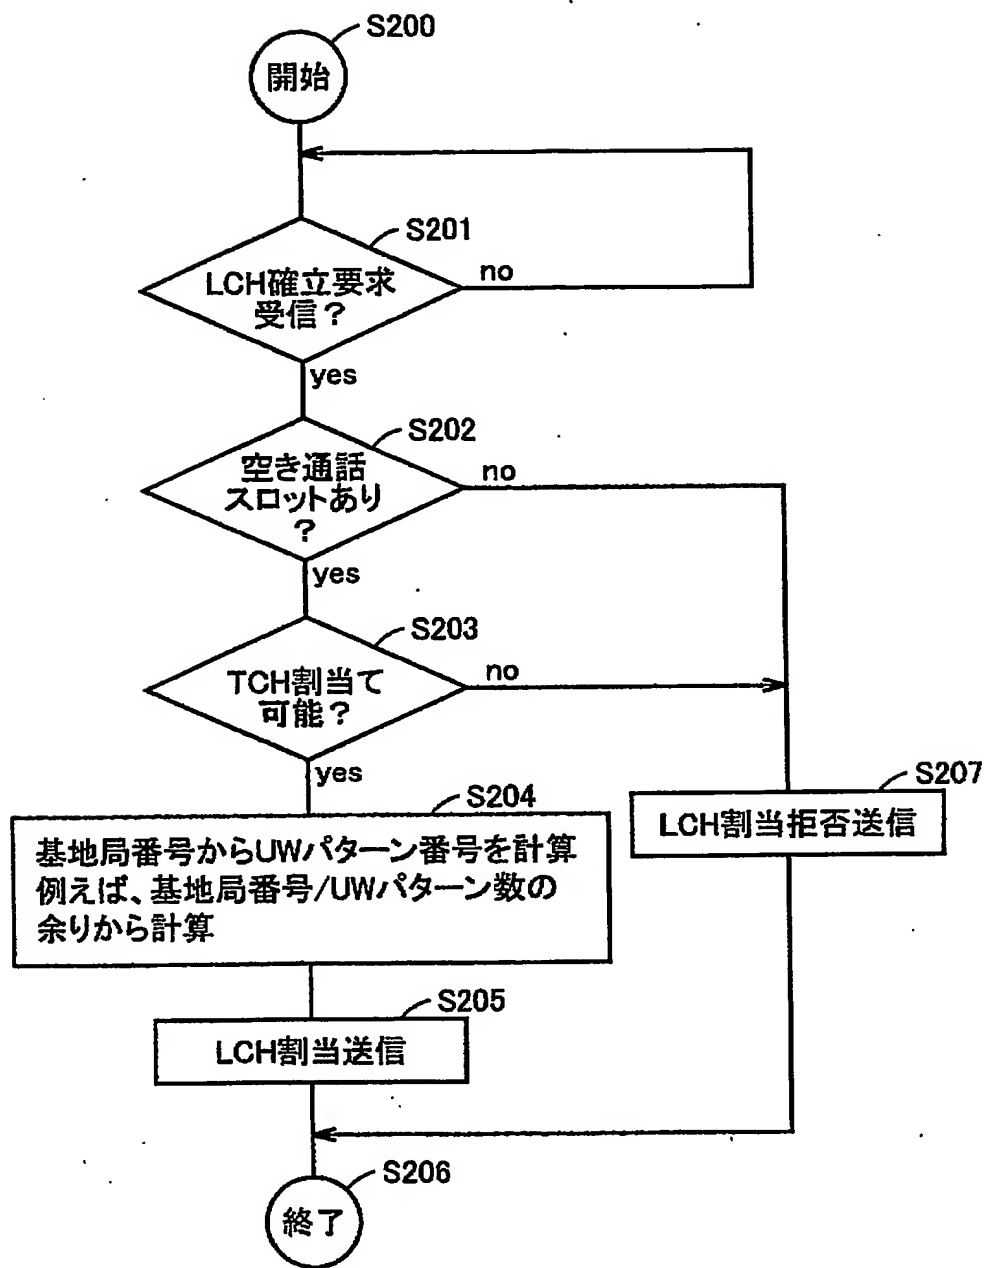 S200
開始
S201
LCH確立要求
受信？
no
yes
S202
空き通話
スロットあり
？
no
yes
S203
TCH割当て
可能？
no
yes
S204
基地局番号からUWパターン番号を計算
例えば、基地局番号/UWパターン数の
余りから計算
S207
LCH割当拒否送信
S205
LCH割当送信
S206
終了